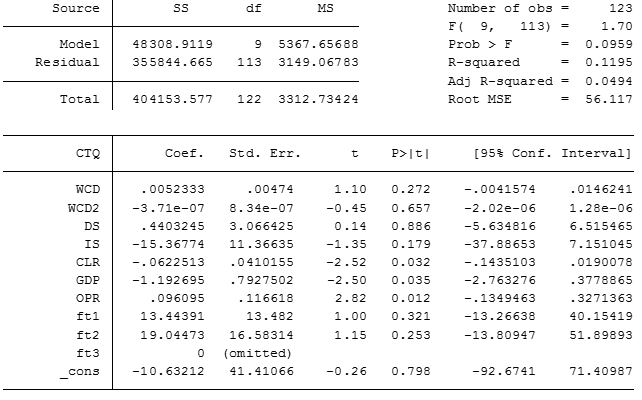 Source SS df MS Number of obs = 123
F( 9, 113) = 1.70
Model 48308.9119 9 5367.65688 Prob > F = 0.0959
Residual 355844.665 113 3149.06783 R-squared = 0.1195
Adj R-squared = 0.0494
Total 404153.577 122 3312.73424 Root MSE = 56.117
CTQ Coef. Std. Err. t P>|t| [95% Conf. Interval]
WCD .0052333 .00474 1.10 0.272 -.0041574 .0146241
WCD2 -3.71e-07 8.34e-07 -0.45 0.657 -2.02e-06 1.28e-06
DS .4403245 3.066425 0.14 0.886 -5.634816 6.515465
IS -15.36774 11.36635 -1.35 0.179 -37.88653 7.151045
CLR -.0622513 .0410155 -2.52 0.032 -.1435103 .0190078
GDP -1.192695 .7927502 -2.50 0.035 -2.763276 .3778865
OPR .096095 .116618 2.82 0.012 -.1349463 .3271363
ft1 13.44391 13.482 1.00 0.321 -13.26638 40.15419
ft2 19.04473 16.58314 1.15 0.253 -13.80947 51.89893
ft3 0 (omitted)
_cons -10.63212 41.41066 -0.26 0.798 -92.6741 71.40987